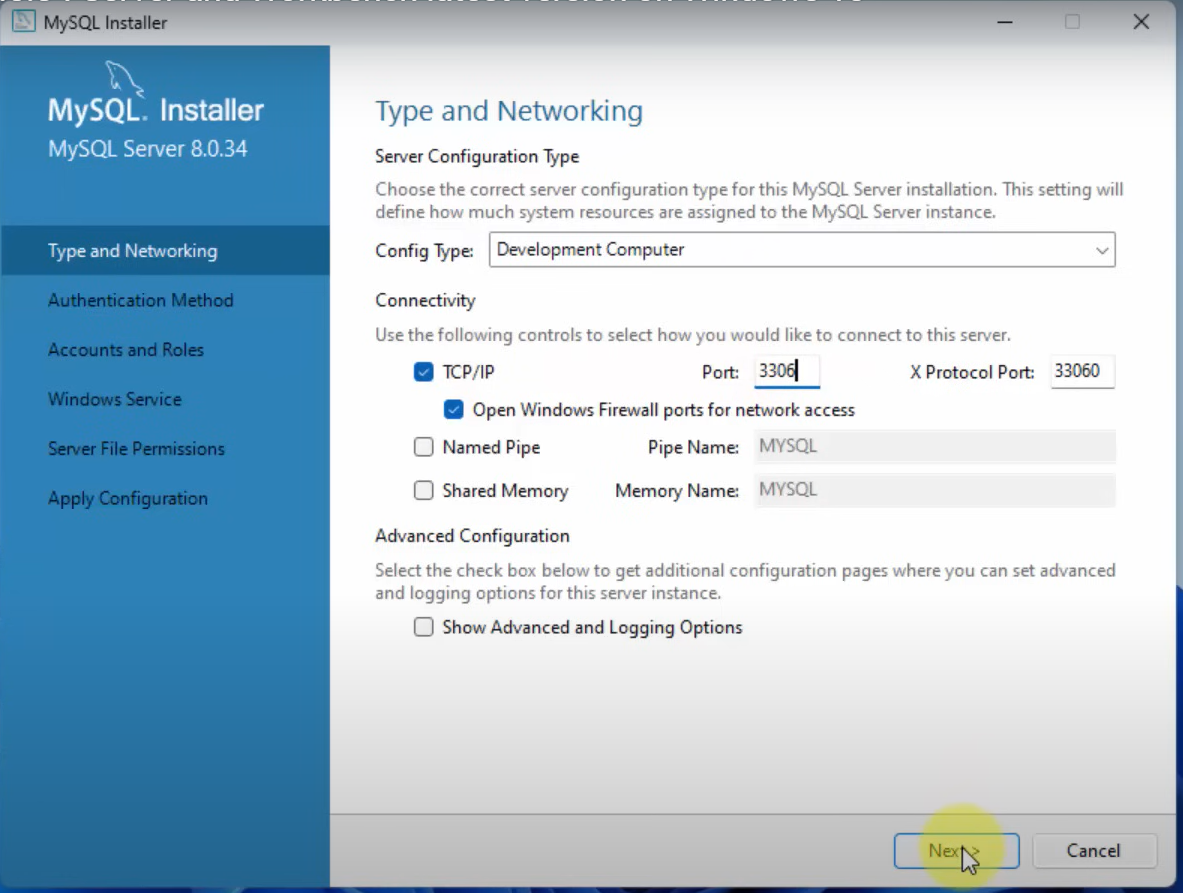 MySQL Installer
MySQL. Installer
MySQL Server 8.0.34
Type and Networking
Authentication Method
Accounts and Roles
Windows Service
Server File Permissions
Apply Configuration
Type and Networking
Server Configuration Type
Choose the correct server configuration type for this MySQL Server installation. This setting will
define how much system resources are assigned to the MySQL Server instance.
Config Type: Development Computer
Connectivity
Use the following controls to select how you would like to connect to this server.
TCP/IP Port: 3306 X Protocol Port: 33060
Open Windows Firewall ports for network access
Named Pipe Pipe Name: MYSQL
Shared Memory Memory Name: MYSQL
Advanced Configuration
Select the check box below to get additional configuration pages where you can set advanced
and logging options for this server instance.
Show Advanced and Logging Options
Next > Cancel